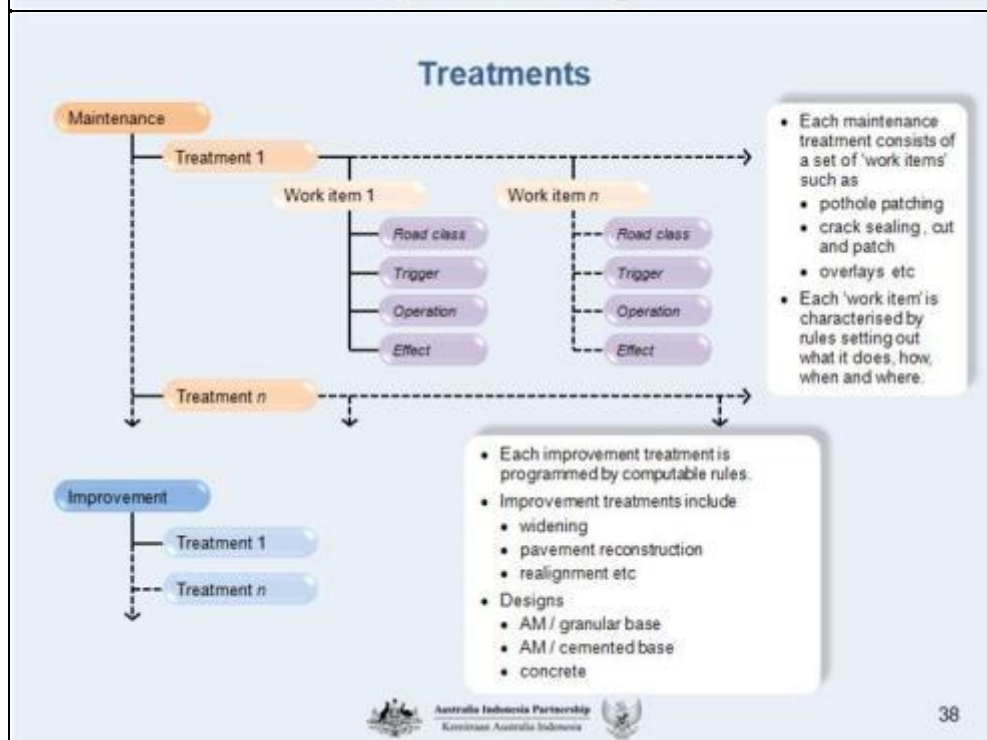 Treatments
Maintenance
Treatment 1
Work item 1
Work item n
Road class
Road class
Trigger
Trigger
Operation
Operation
Effect
Effect
Treatment n
• Each maintenance
treatment consists of
a set of 'work items'
such as
• pothole patching
• crack sealing, cut
and patch
• overlays etc
• Each 'work item' is
characterised by
rules setting out
what it does, how,
when and where.
Improvement
Treatment 1
Treatment n
• Each improvement treatment is
programmed by computable rules.
• Improvement treatments include
• widening
• pavement reconstruction
• realignment etc
• Designs
• AM / granular base
• AM / cemented base
• concrete
Australia Indonesia Partnership
Kemitraan Australia Indonesia
38